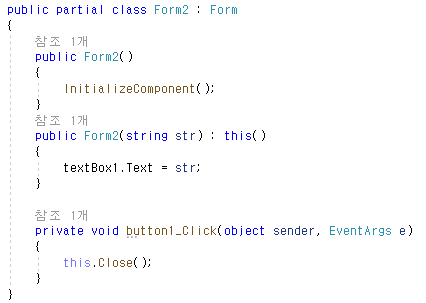 public partial class Form2 : Form
{
참조 1개
public Form2()
{
InitializeComponent();
}
참조 1개
public Form2(string str) : this()
{
textBox1.Text = str;
}
참조 1개
private void button1_Click(object sender, EventArgs e)
{
this.Close();
}
}